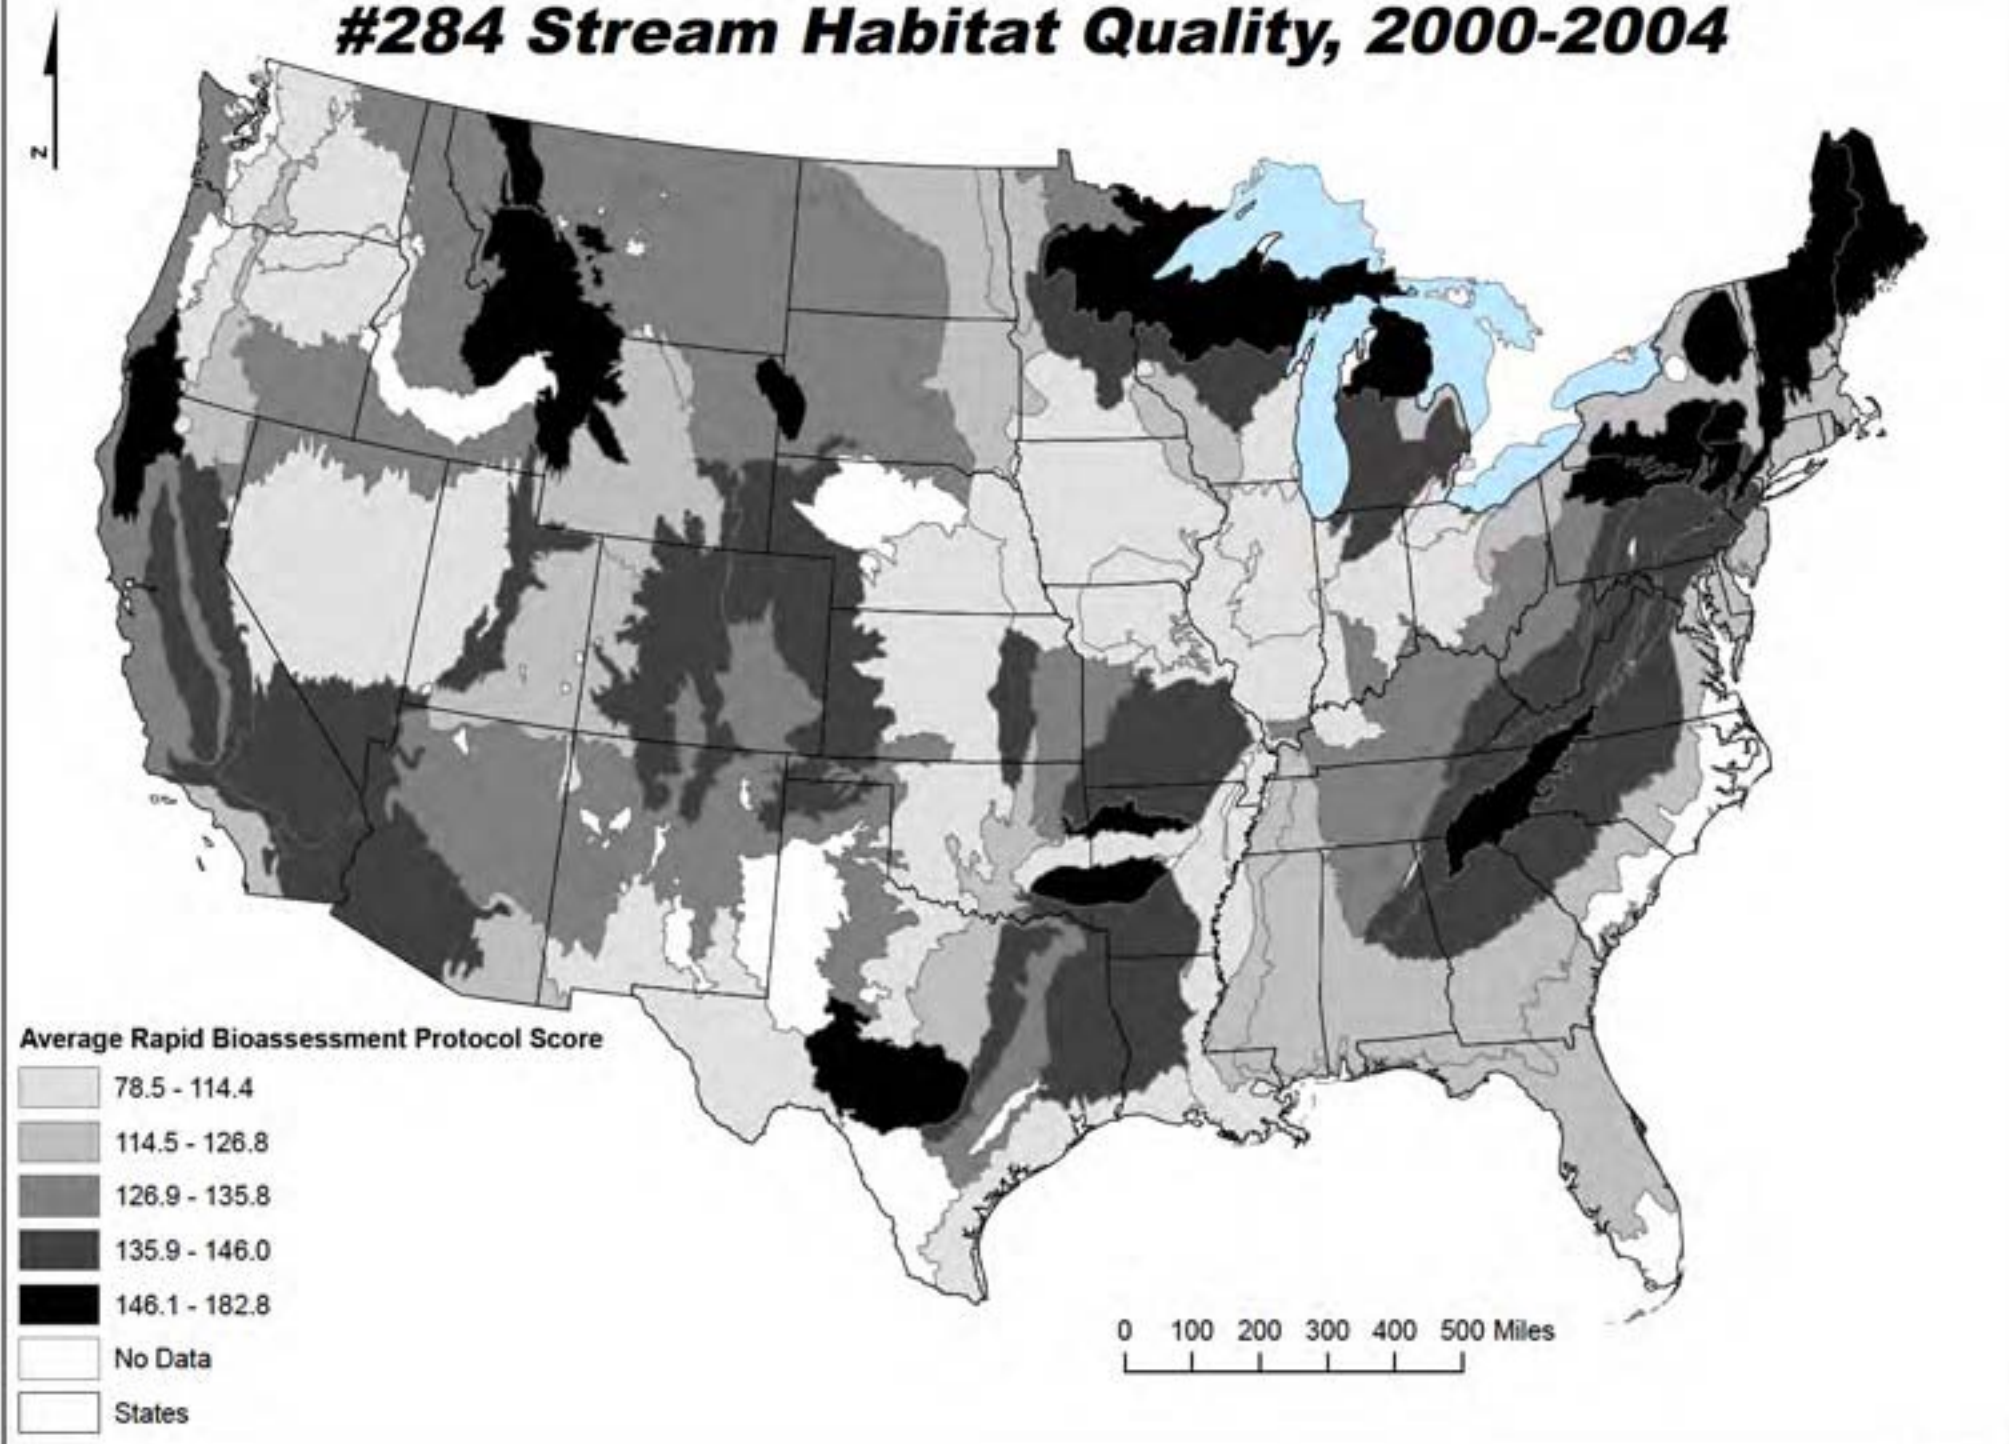 #284 Stream Habitat Quality, 2000-2004
N
Average Rapid Bioassessment Protocol Score
78.5 - 114.4
114.5 - 126.8
126.9 - 135.8
135.9 - 146.0
146.1 - 182.8
No Data
States
0 100 200 300 400 500 Miles